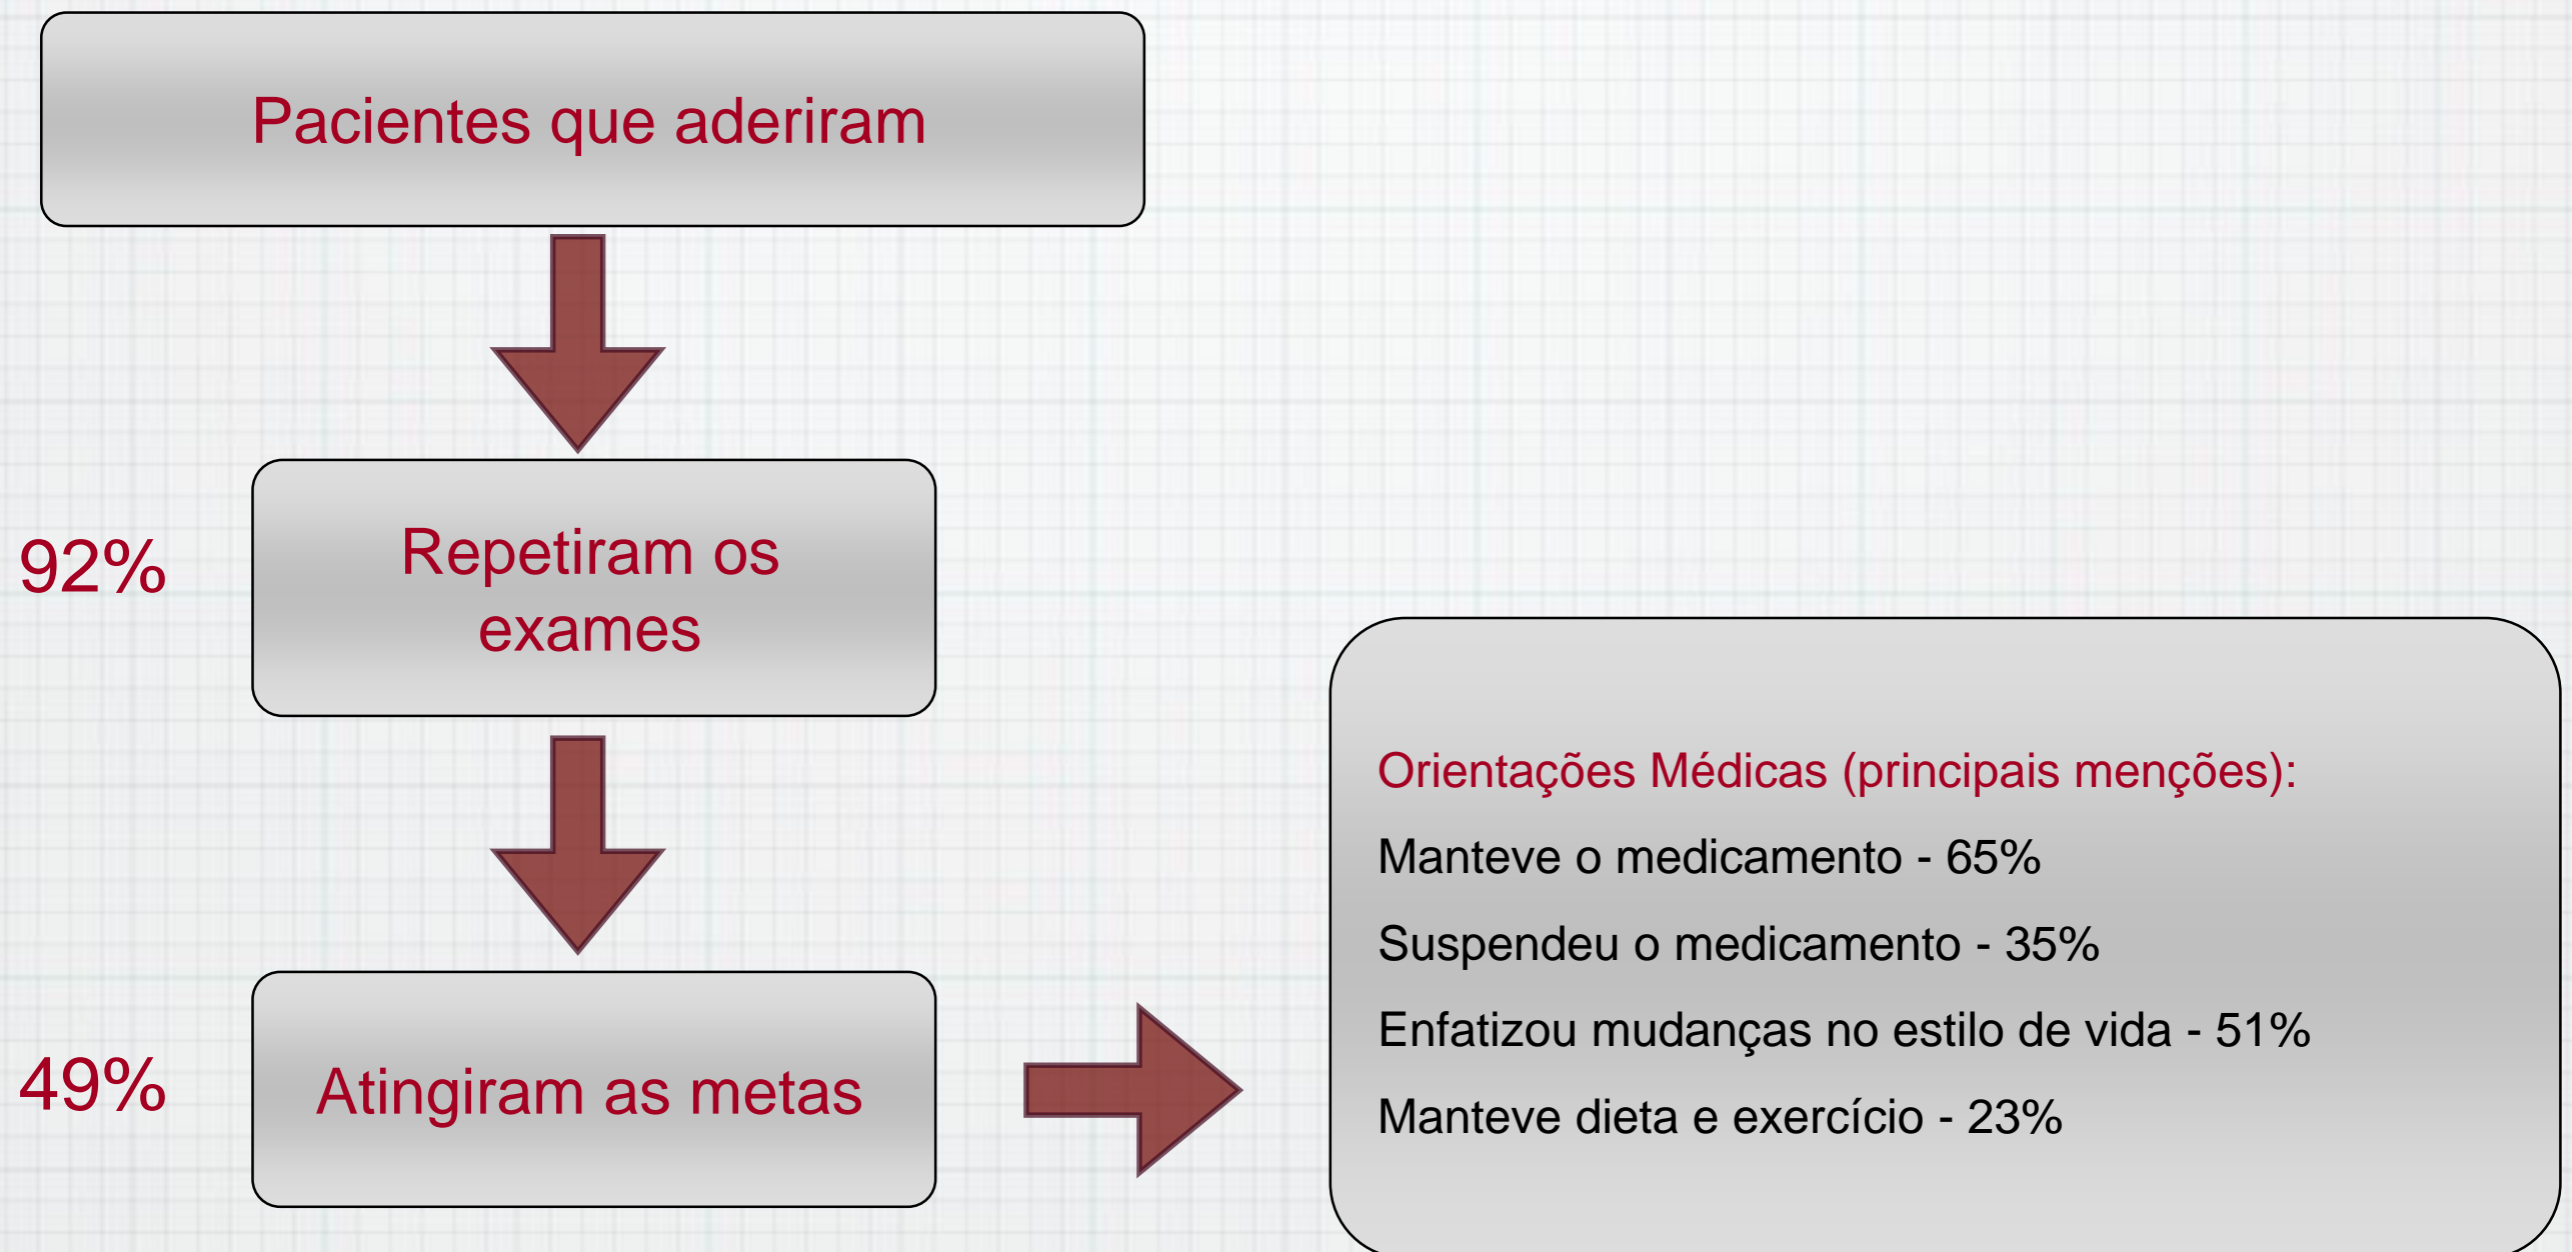 Pacientes que aderiram
92%
Repetiram os
exames
49%
Atingiram as metas
Orientações Médicas (principais menções):
Manteve o medicamento - 65%
Suspendeu o medicamento - 35%
Enfatizou mudanças no estilo de vida - 51%
Manteve dieta e exercício - 23%